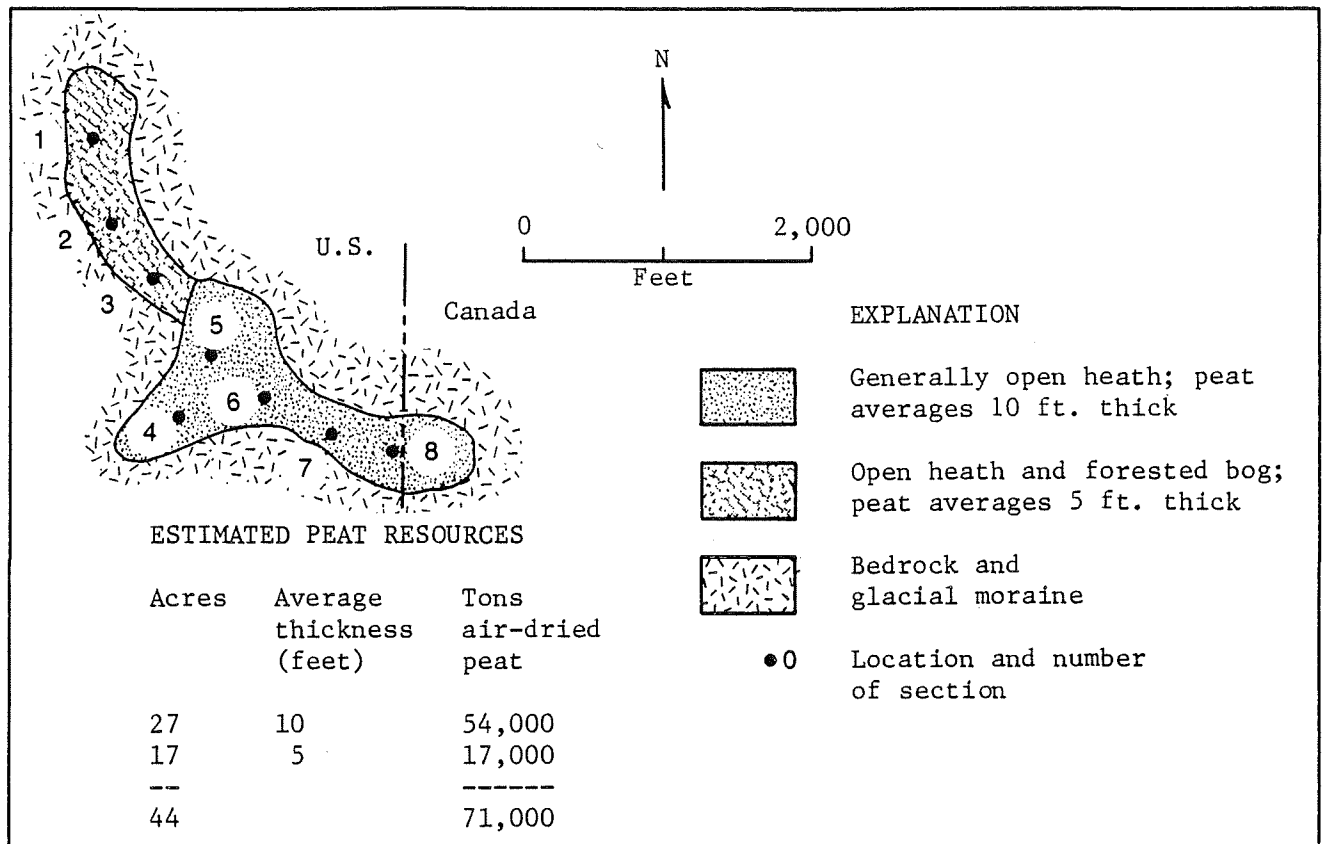 N
0 2,000
Feet
U.S.
Canada
1
2
3
5
6
4
7
8
EXPLANATION
Generally open heath; peat
averages 10 ft. thick
Open heath and forested bog;
peat averages 5 ft. thick
Bedrock and
glacial moraine
0 Location and number
of section
ESTIMATED PEAT RESOURCES
Acres Average Tons
thickness air-dried
(feet) peat
27 10 54,000
17 5 17,000
-- ------
44 71,000